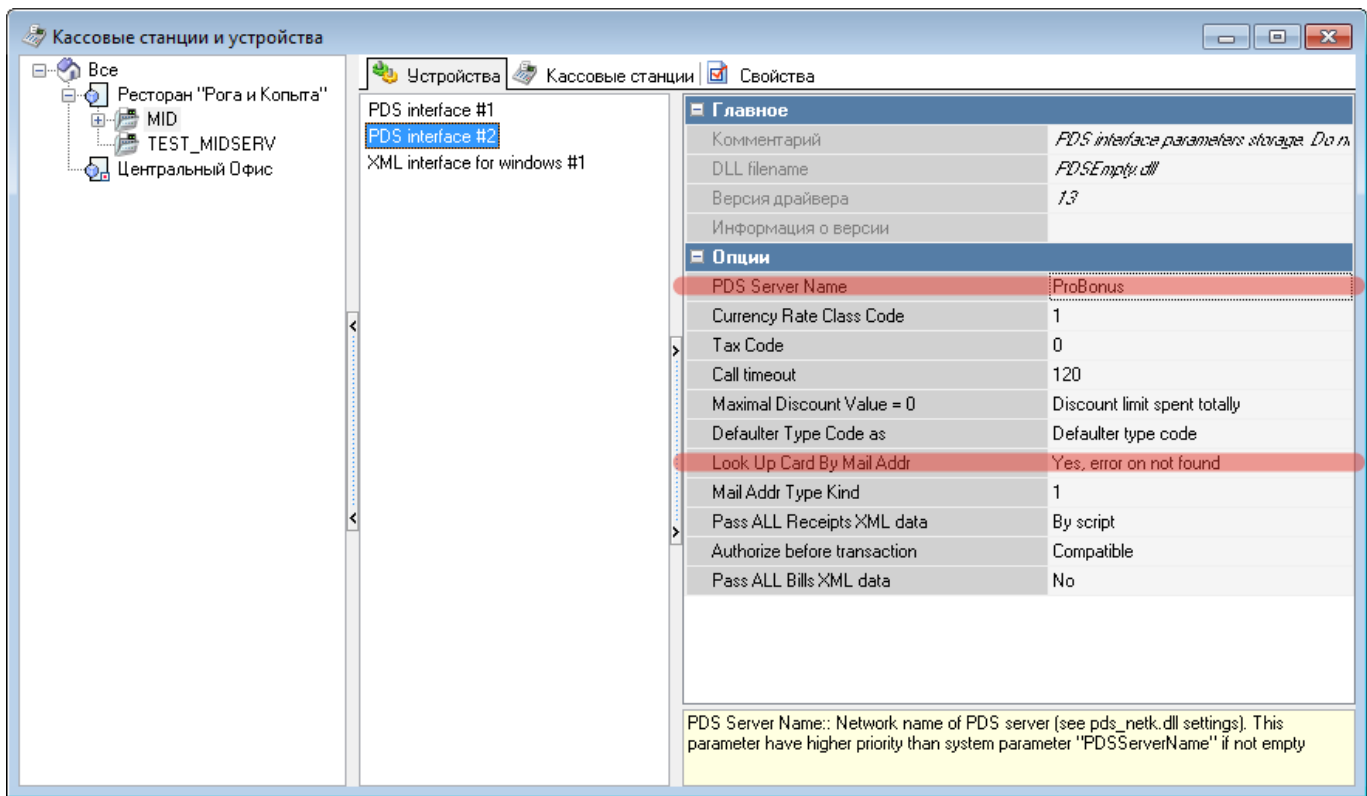 Кассовые станции и устройства
Все
Ресторан "Рога и Копыта"
MID
TEST_MIDSERV
Центральный Офис
Устройства
Кассовые станции
Свойства
PDS interface #1
PDS interface #2
XML interface for windows #1
Главное
Комментарий PDS interface parameters storage. Do n
DLL filename PDSEmpty.dll
Версия драйвера 13
Информация о версии
Опции
PDS Server Name ProBonus
Currency Rate Class Code 1
Tax Code 0
Call timeout 120
Maximal Discount Value = 0 Discount limit spent totally
Defaulter Type Code as Defaulter type code
Look Up Card By Mail Addr Yes, error on not found
Mail Addr Type Kind 1
Pass ALL Receipts XML data By script
Authorize before transaction Compatible
Pass ALL Bills XML data No
PDS Server Name:: Network name of PDS server (see pds_netk.dll settings). This
parameter have higher priority than system parameter "PDSServerName" if not empty